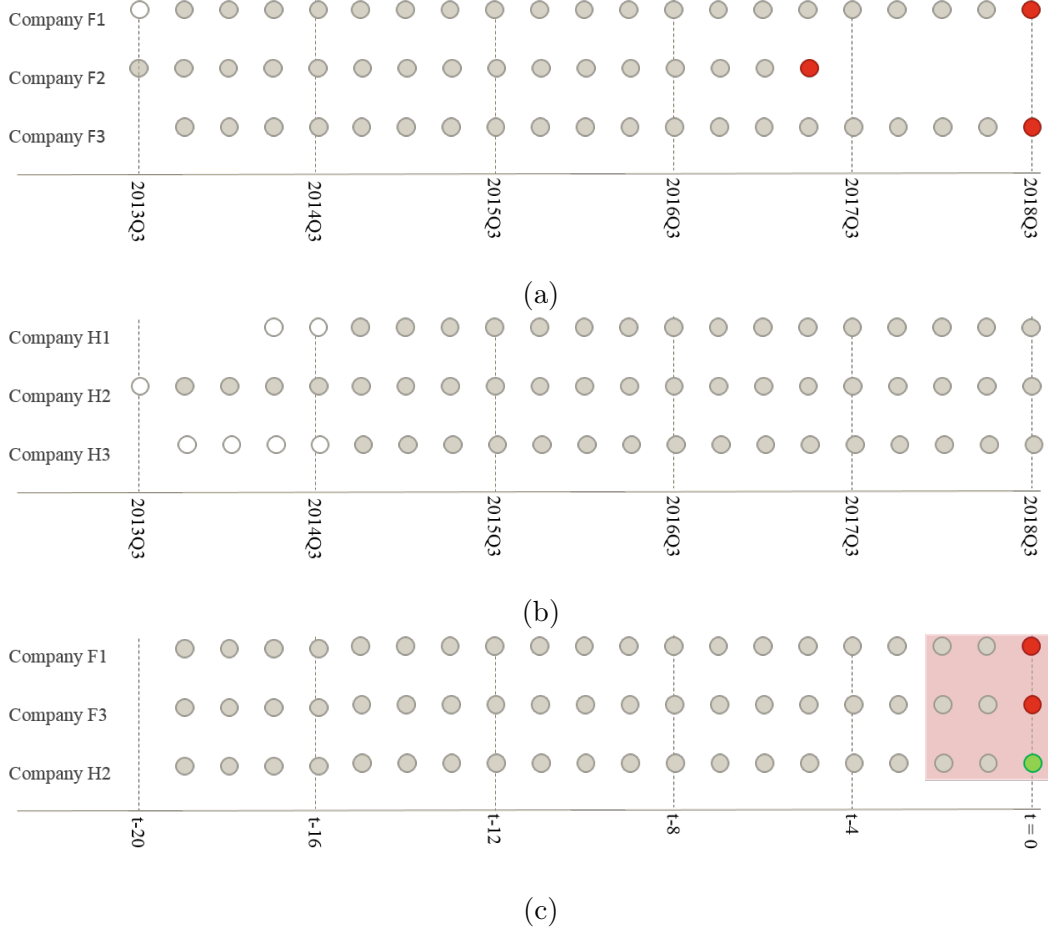 Company F1
Company F2
Company F3
2013Q3 2014Q3 2015Q3 2016Q3 2017Q3 2018Q3
(a)
Company H1
Company H2
Company H3
2013Q3 2014Q3 2015Q3 2016Q3 2017Q3 2018Q3
(b)
Company F1
Company F3
Company H2
t-20 t-16 t-12 t-8 t-4 t = 0
(c)